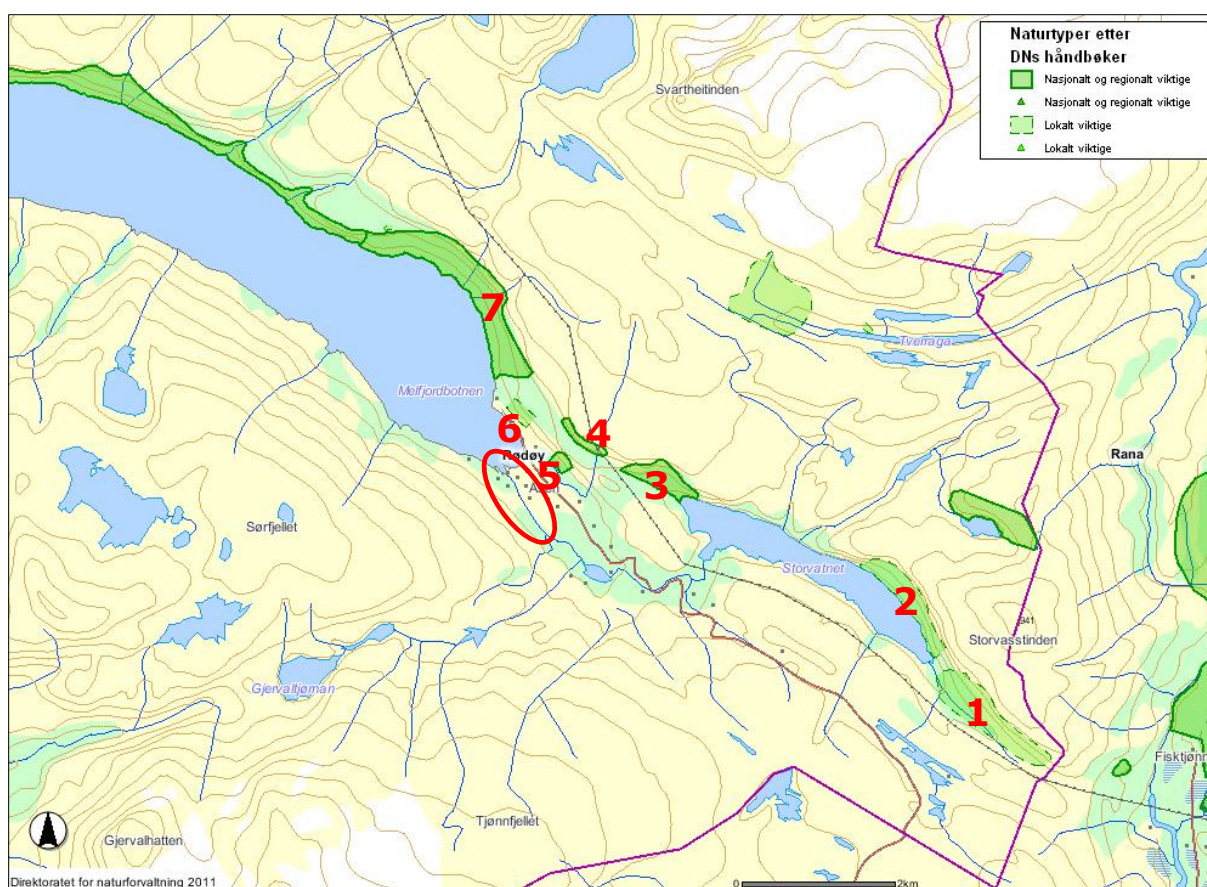 Naturtyper etter
DNs håndbøker
Nasjonalt og regionalt viktige
Nasjonalt og regionalt viktige
Lokalt viktige
Lokalt viktige
Svartheitinden
7
Tverråga
Melfjordbotnen
6
4
Rødøy
5
3
Rana
Sørfjellet
Storvatnet
2
941
Storvasstinden
Gjervaltjørnan
1
Fisktjønn
Tjønnfjellet
Gjervalhatten
0
2km
Direktoratet for naturforvaltning 2011